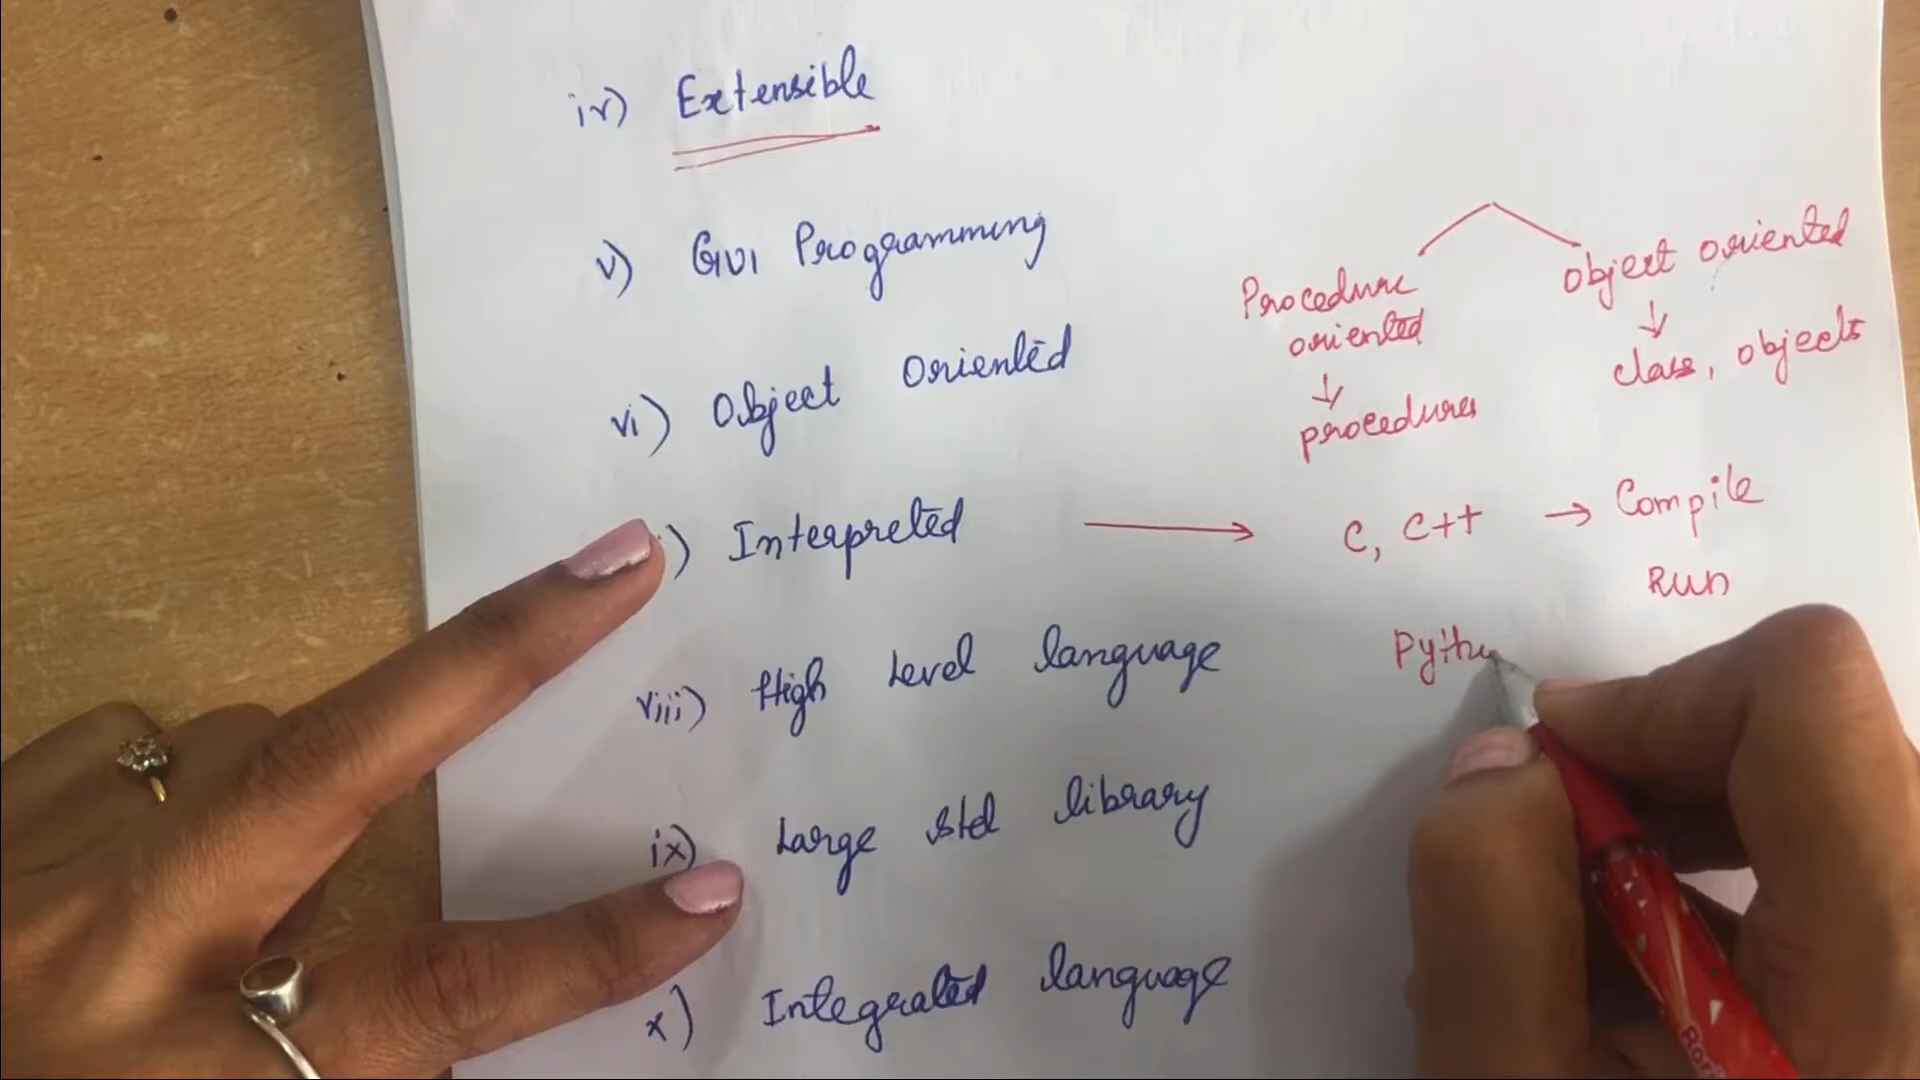 iv) Extensible
v) GUI Programming
vi) Object Oriented
) Interpreted
viii) High Level language
ix) Large std library
x) Integrated language
Procedure
oriented
↓
procedures
object oriented
↓
class, objects
→ C, C++ → Compile
Run
Pyth